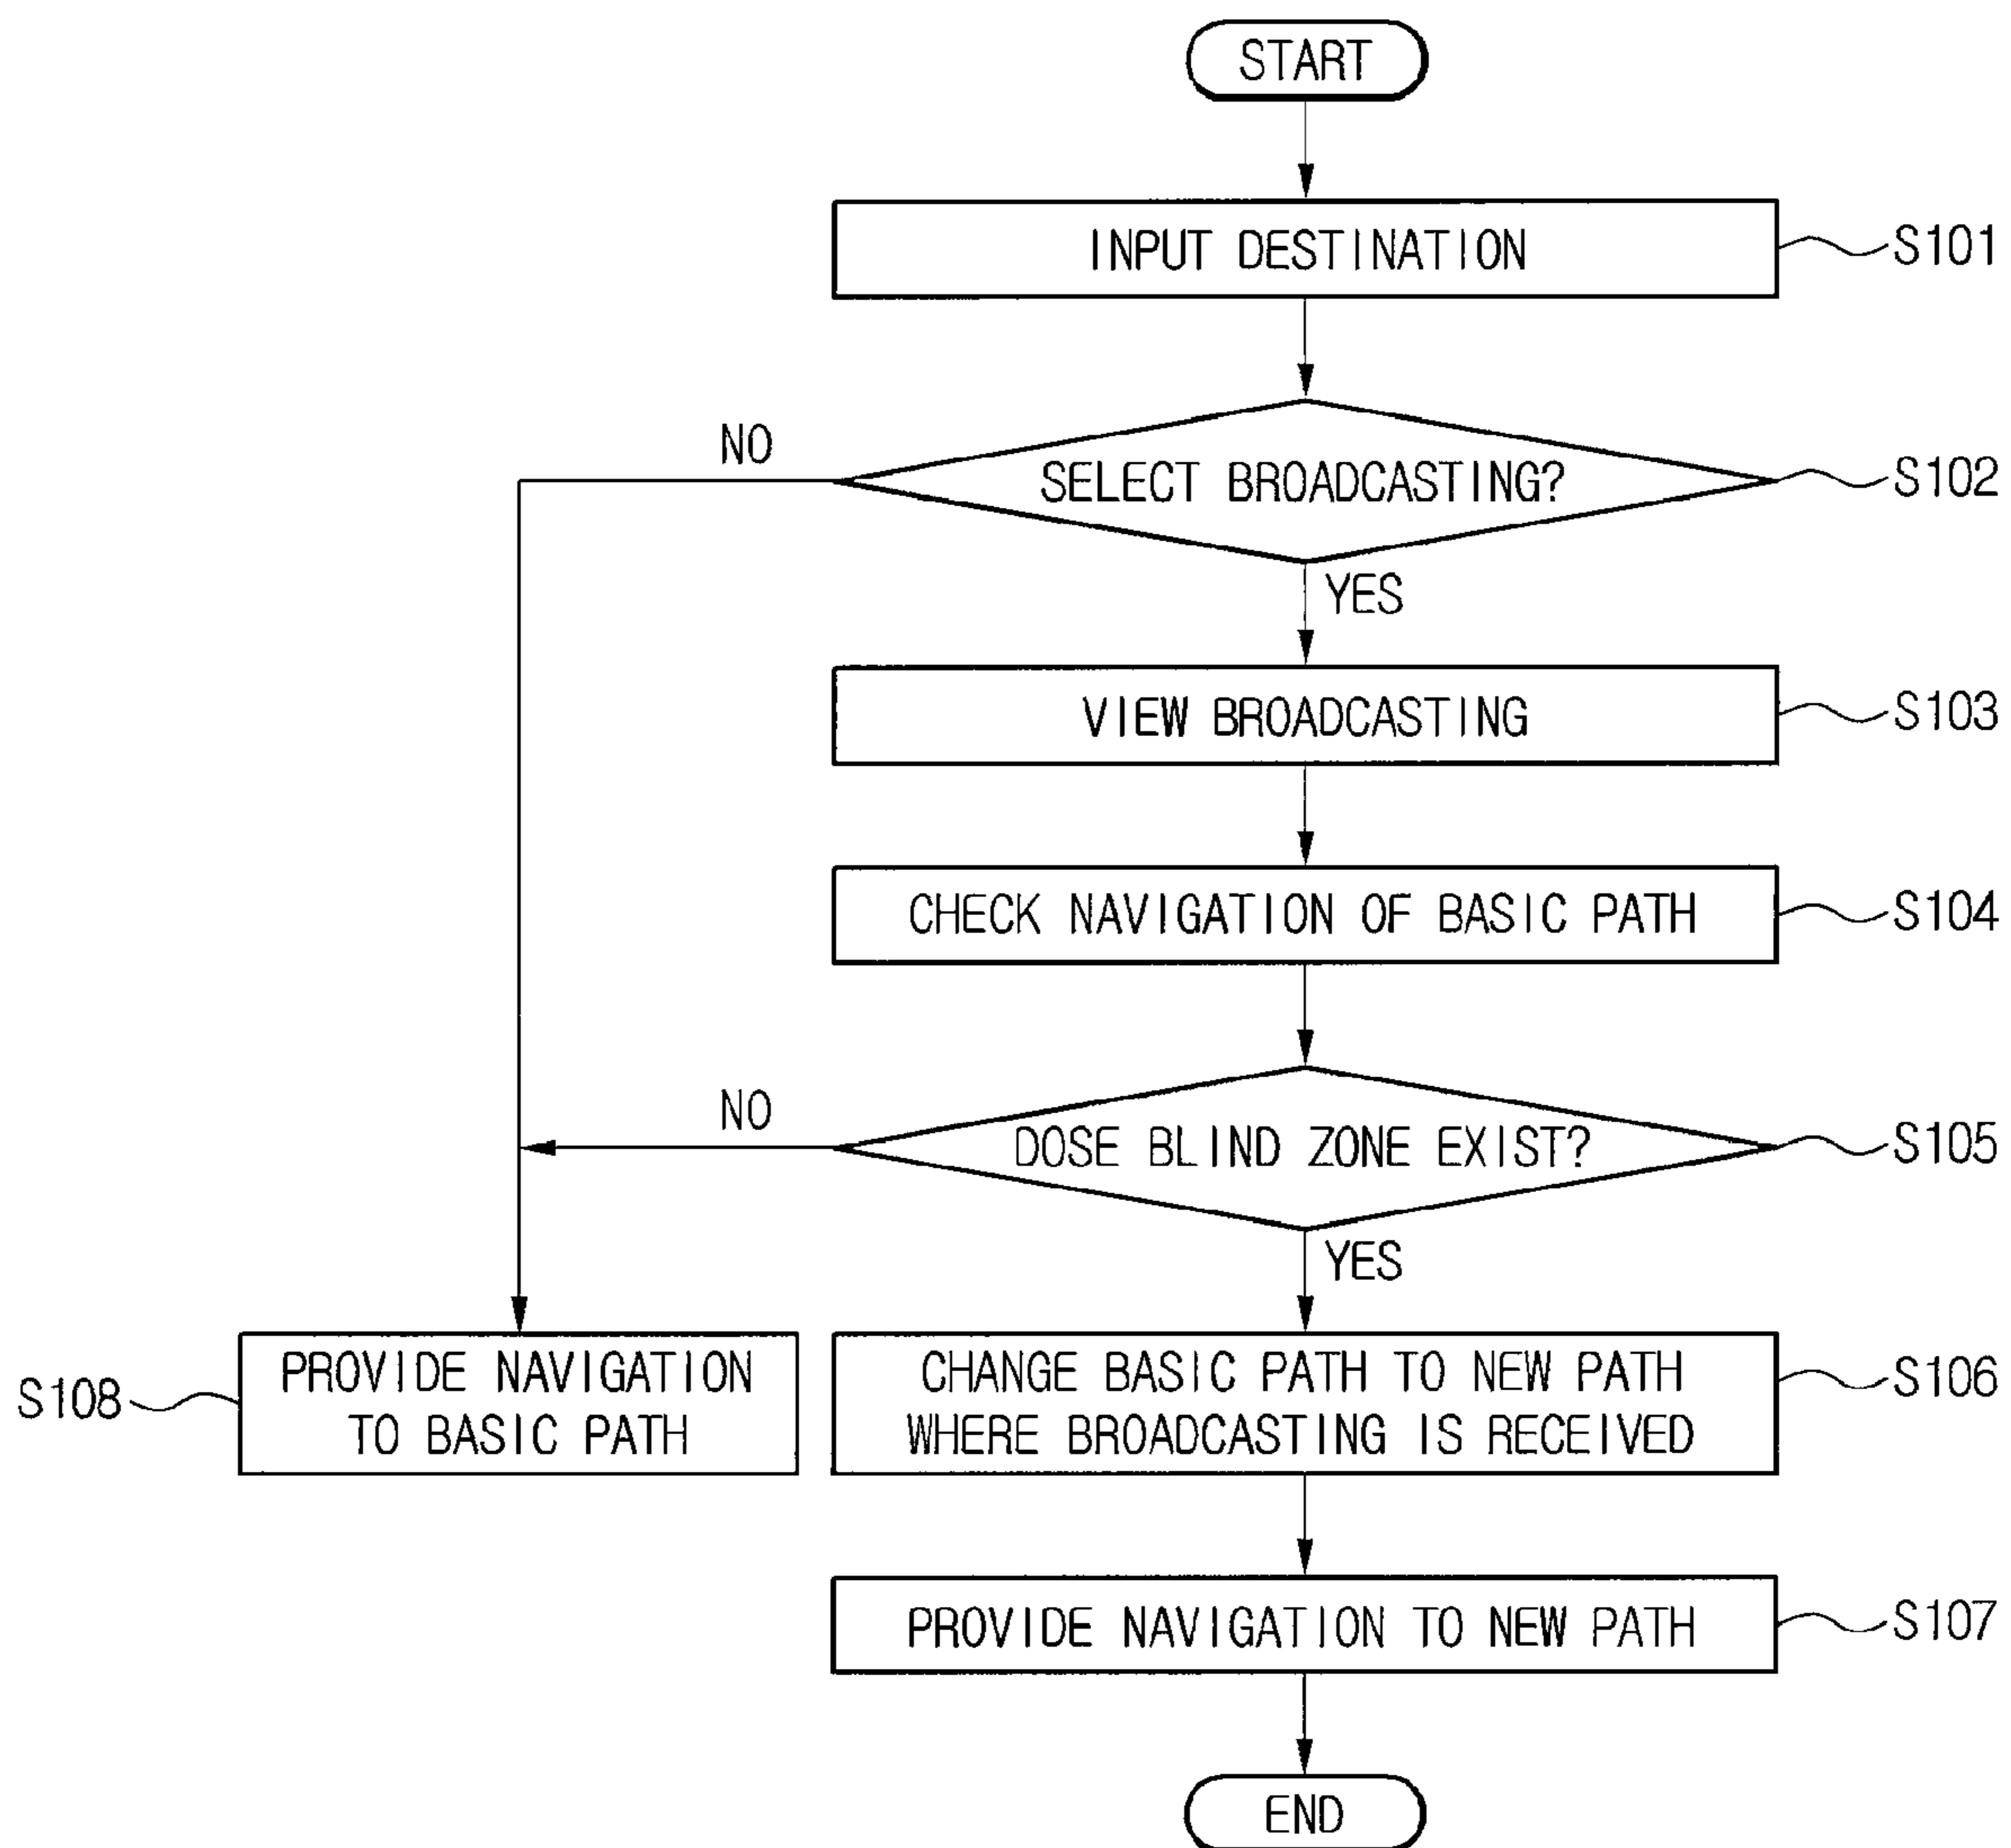 START
INPUT DESTINATION
S101
NO
SELECT BROADCASTING?
S102
YES
VIEW BROADCASTING
S103
CHECK NAVIGATION OF BASIC PATH
S104
NO
DOSE BLIND ZONE EXIST?
S105
YES
S108
PROVIDE NAVIGATION
TO BASIC PATH
CHANGE BASIC PATH TO NEW PATH
WHERE BROADCASTING IS RECEIVED
S106
PROVIDE NAVIGATION TO NEW PATH
S107
END